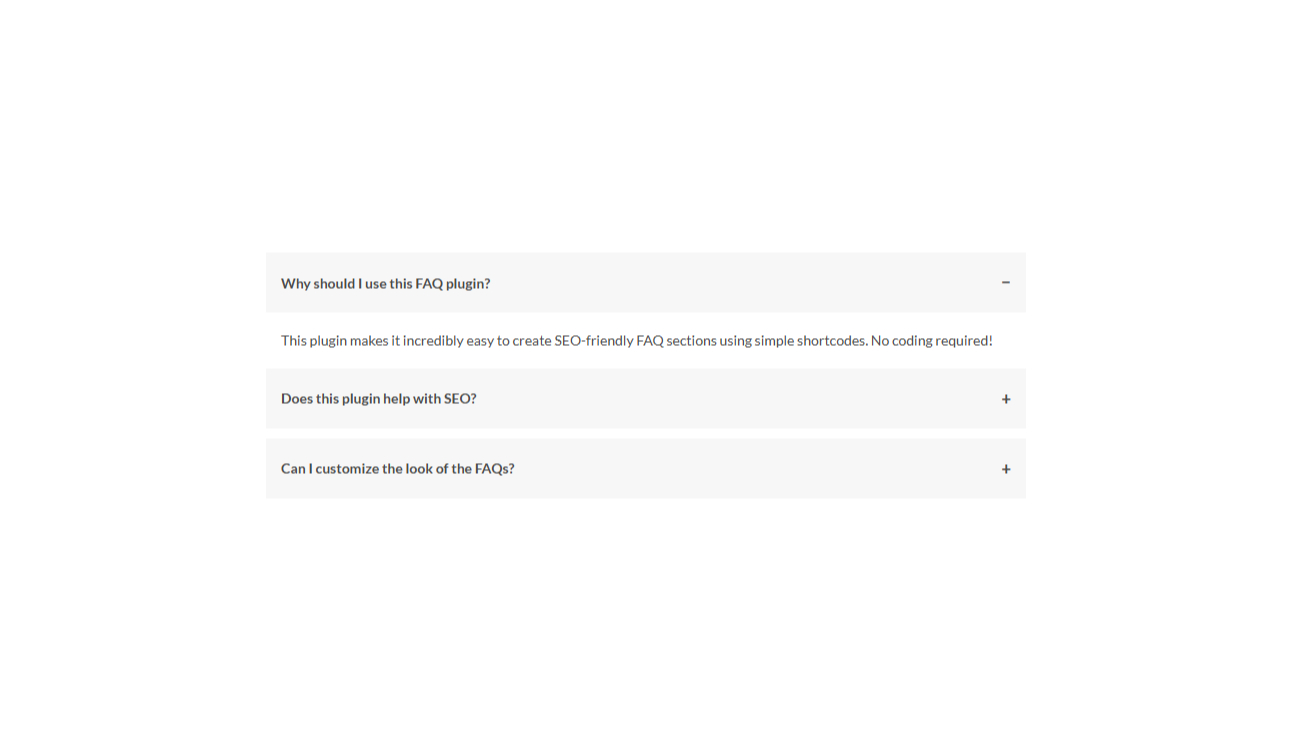 Why should I use this FAQ plugin? −
This plugin makes it incredibly easy to create SEO-friendly FAQ sections using simple shortcodes. No coding required!
Does this plugin help with SEO? +
Can I customize the look of the FAQs? +